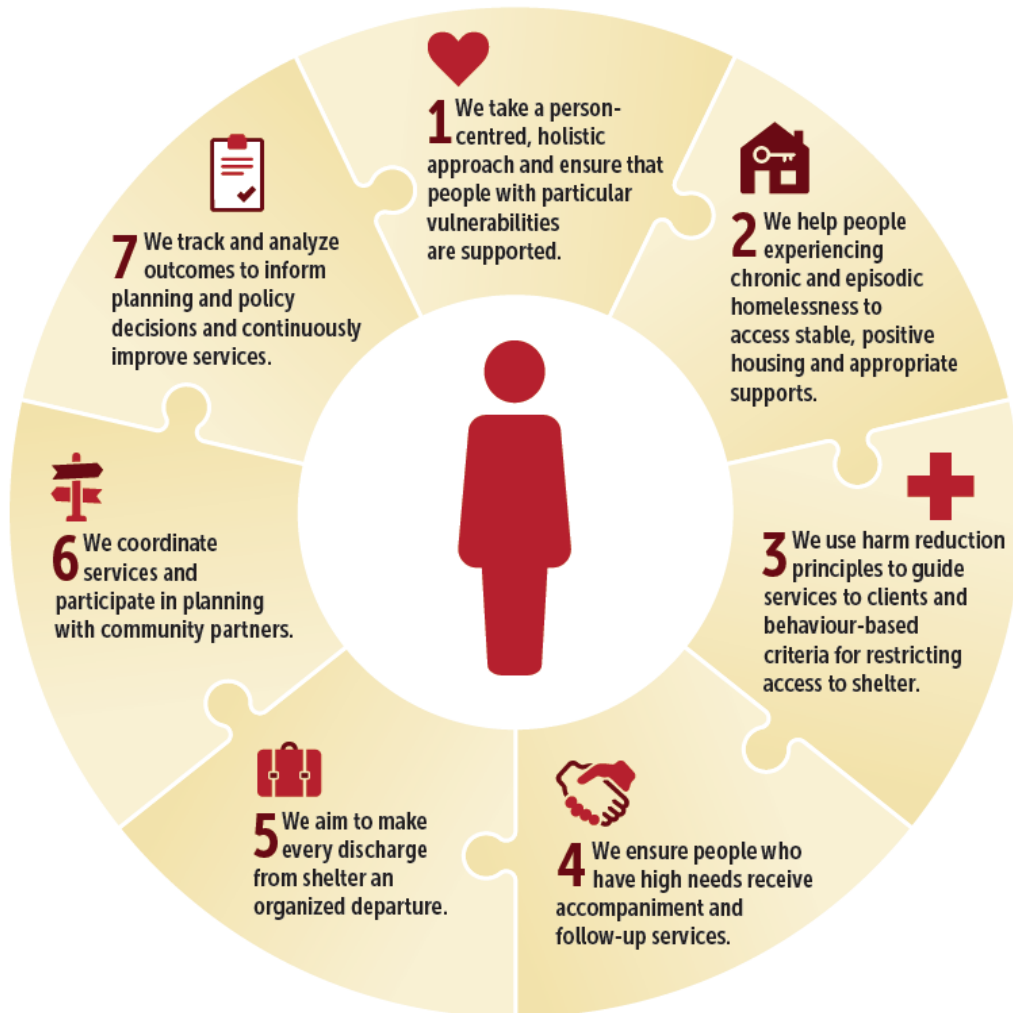 1 We take a person-
centred, holistic
approach and ensure that
people with particular
vulnerabilities
are supported.
2 We help people
experiencing
chronic and episodic
homelessness to
access stable, positive
housing and appropriate
supports.
3 We use harm reduction
principles to guide
services to clients and
behaviour-based
criteria for restricting
access to shelter.
4 We ensure people who
have high needs receive
accompaniment and
follow-up services.
5 We aim to make
every discharge
from shelter an
organized departure.
6 We coordinate
services and
participate in planning
with community partners.
7 We track and analyze
outcomes to inform
planning and policy
decisions and continuously
improve services.